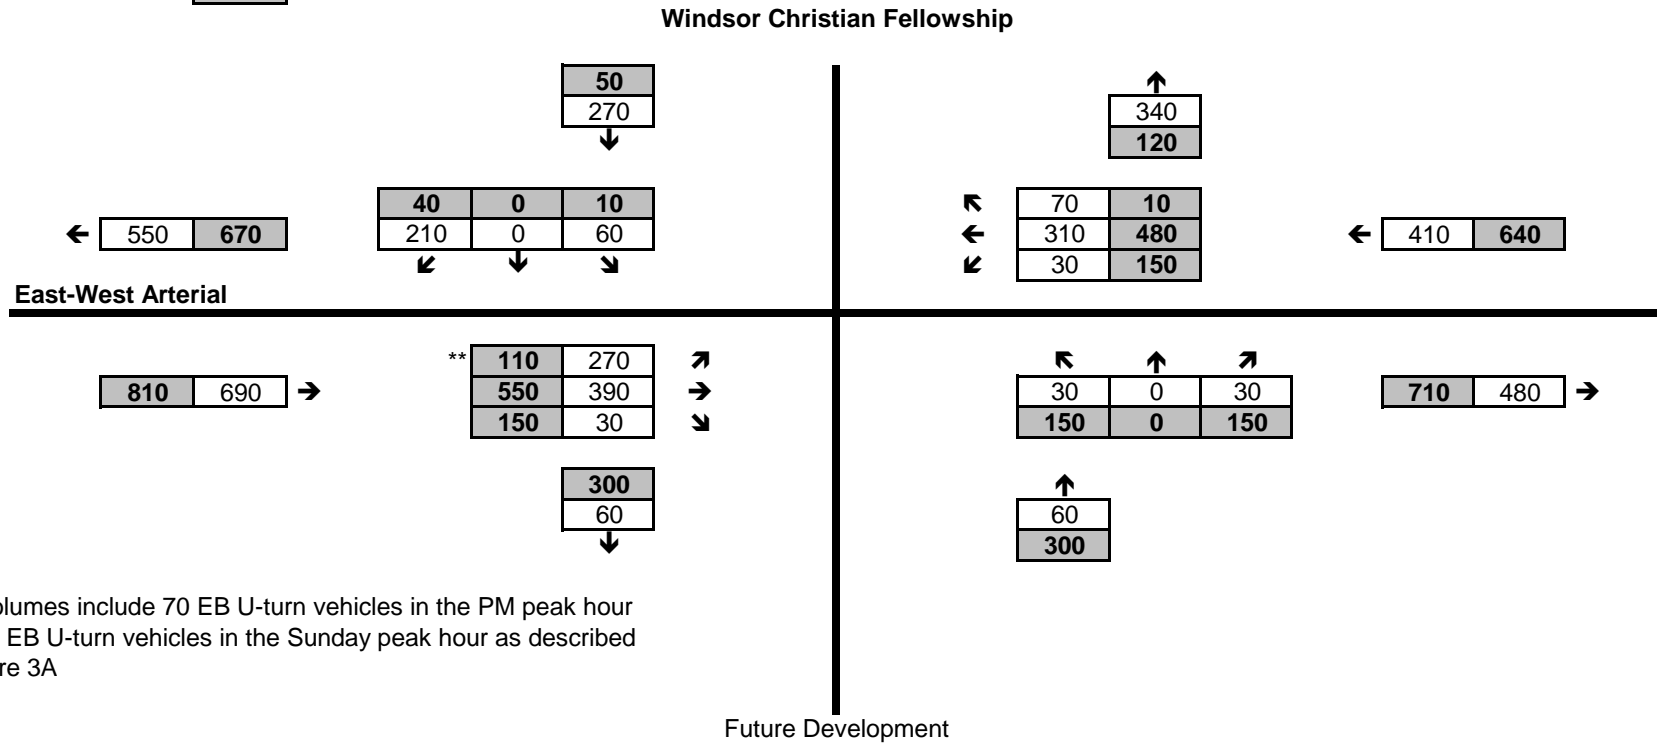 Windsor Christian Fellowship
50
270
340
120
40 0 10
210 0 60
550 670
70 10
310 480
30 150
410 640
East-West Arterial
** 110 270
550 390
150 30
810 690
30 0 30
150 0 150
710 480
300
60
60
300
olumes include 70 EB U-turn vehicles in the PM peak hour
EB U-turn vehicles in the Sunday peak hour as described
re 3A
Future Development